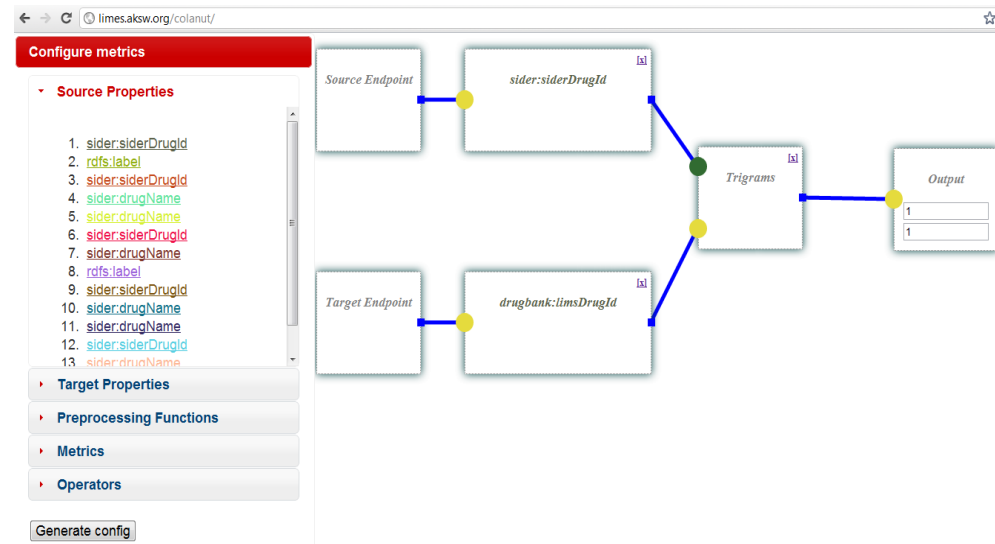 limes.aksw.org/colanut/
Configure metrics
Source Properties
1. sider:siderDrugId
2. rdfs:label
3. sider:siderDrugId
4. sider:drugName
5. sider:drugName
6. sider:siderDrugId
7. sider:drugName
8. rdfs:label
9. sider:siderDrugId
10. sider:drugName
11. sider:drugName
12. sider:siderDrugId
13. sider:drugName
Target Properties
Preprocessing Functions
Metrics
Operators
Generate config
Source Endpoint
[x]
sider:siderDrugId
[x]
Trigrams
Output
1
1
Target Endpoint
[x]
drugbank:limsDrugId